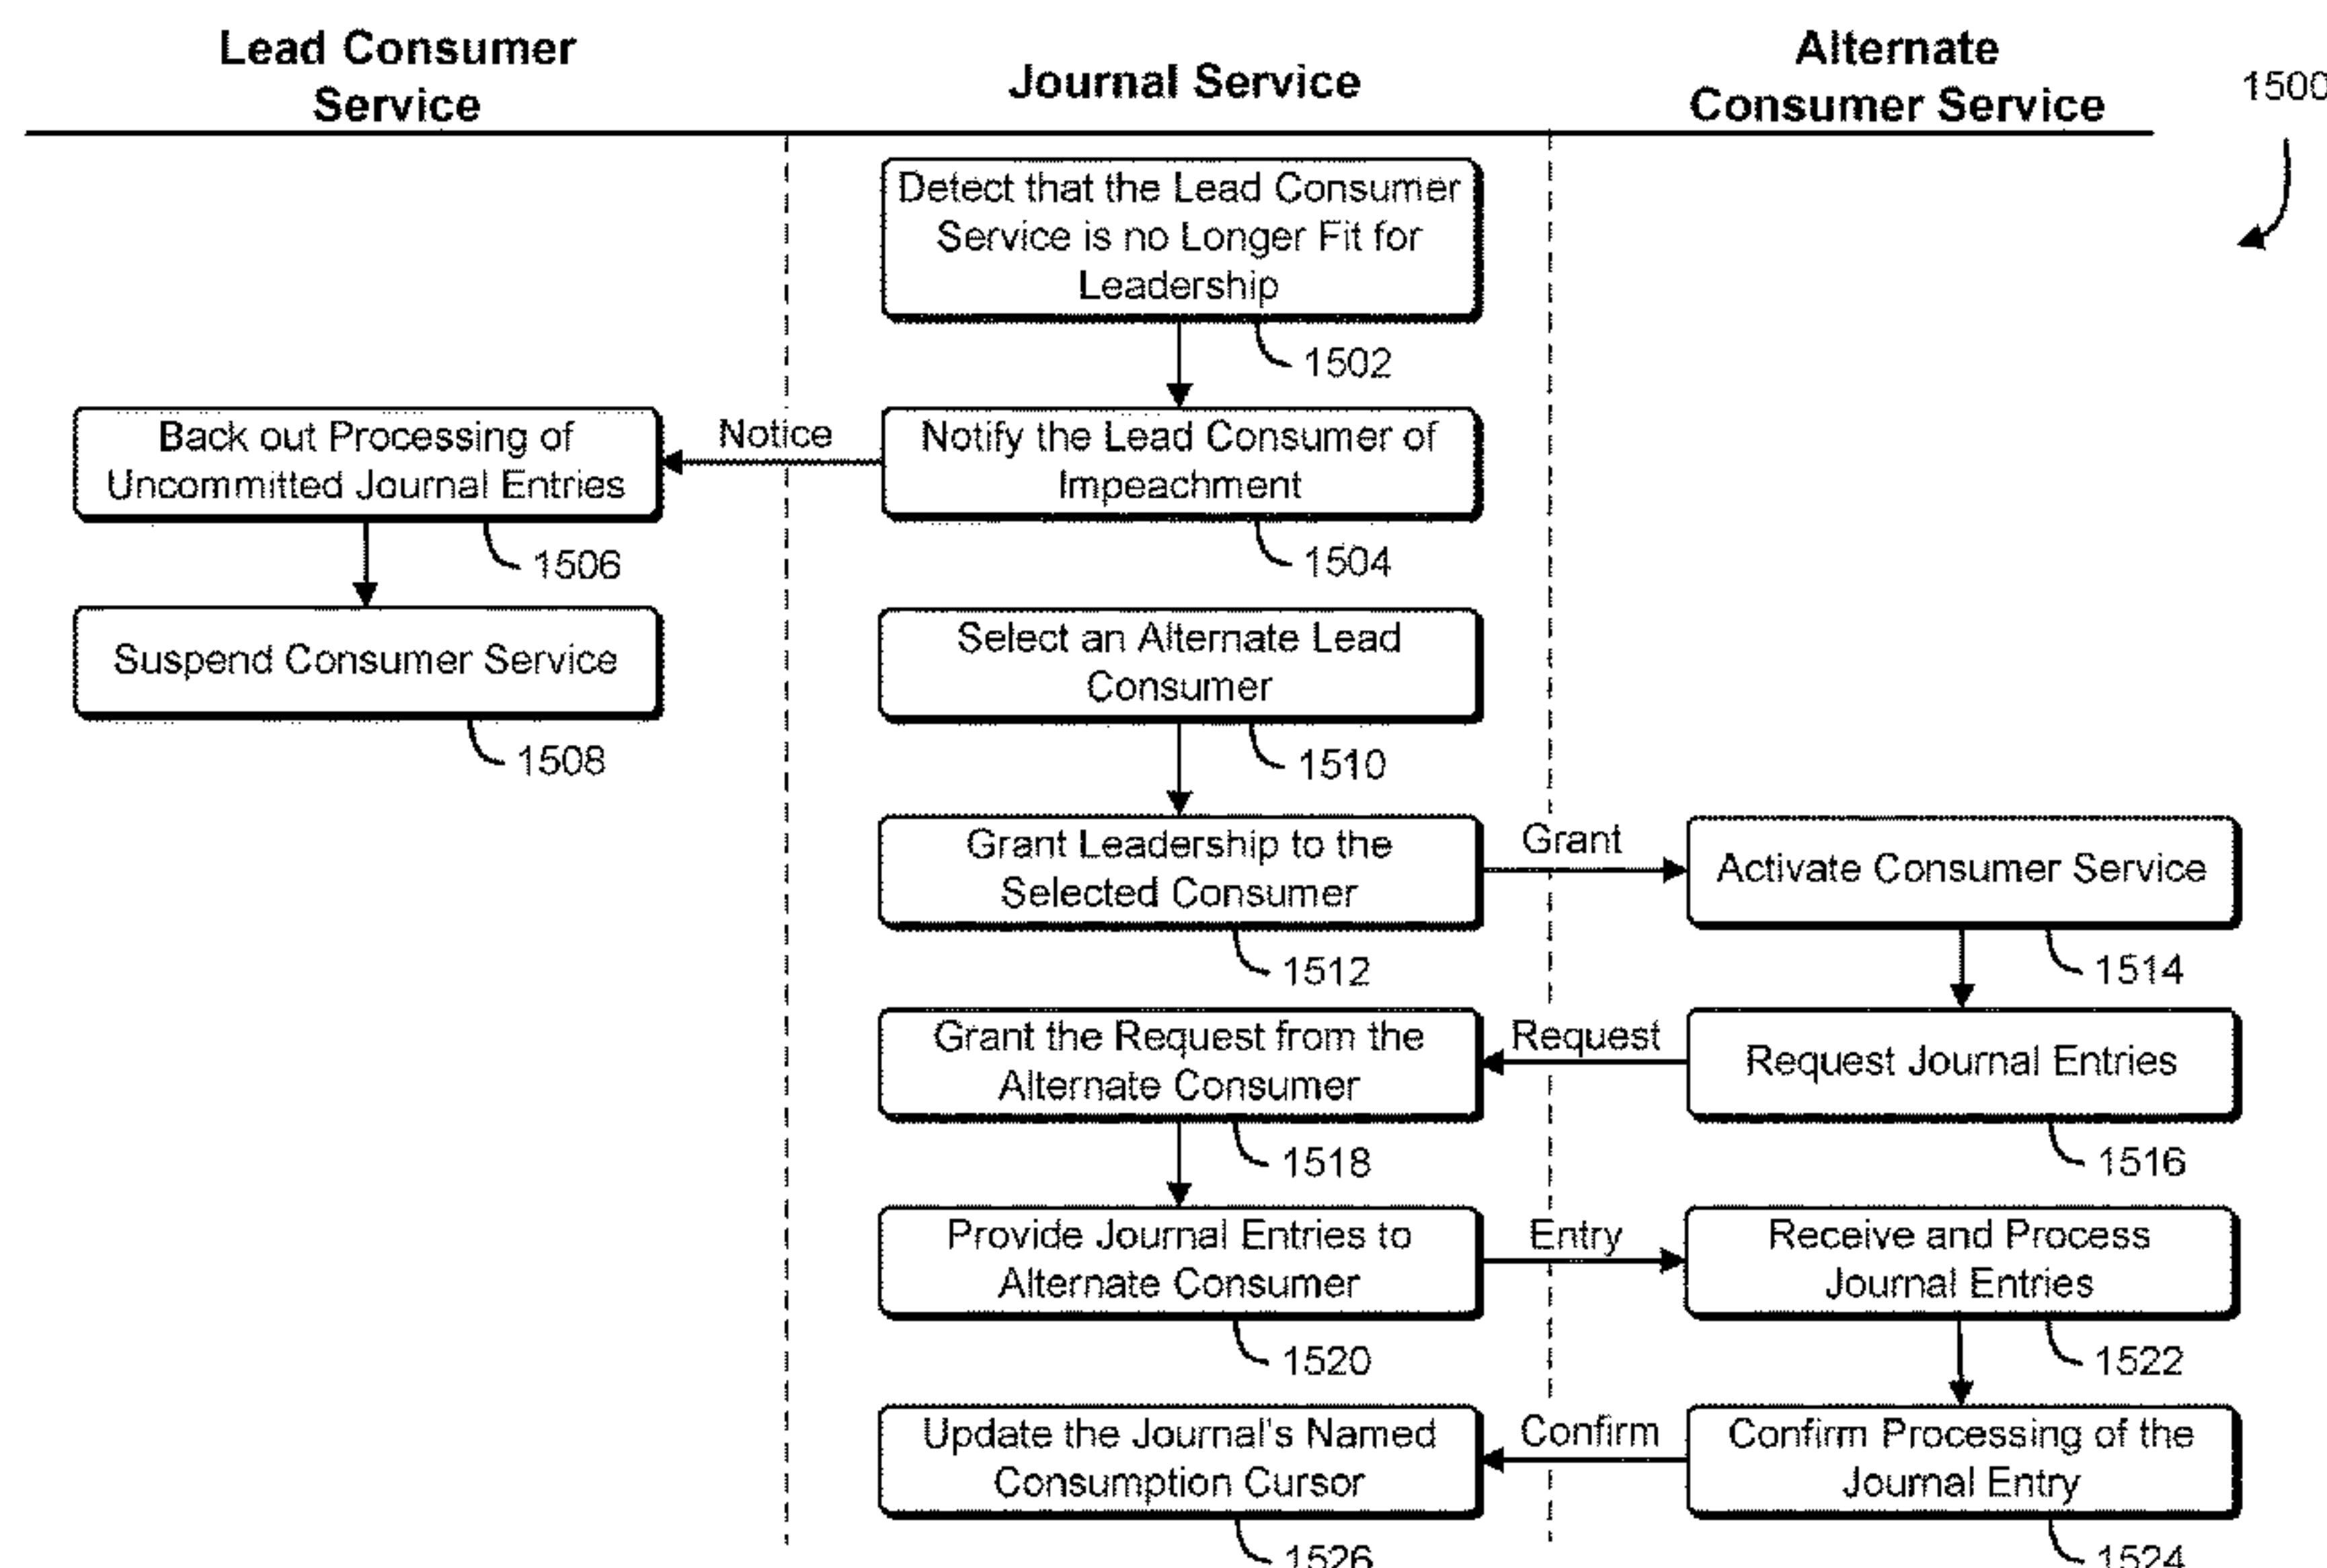 Lead Consumer
Service
Journal Service
Alternate
Consumer Service
1500
Detect that the Lead Consumer
Service is no Longer Fit for
Leadership
1502
Back out Processing of
Uncommitted Journal Entries
1506
Notice
Notify the Lead Consumer of
Impeachment
1504
Suspend Consumer Service
1508
Select an Alternate Lead
Consumer
1510
Grant Leadership to the
Selected Consumer
1512
Grant
Activate Consumer Service
1514
Grant the Request from the
Alternate Consumer
1518
Request
Request Journal Entries
1516
Provide Journal Entries to
Alternate Consumer
1520
Entry
Receive and Process
Journal Entries
1522
Update the Journal's Named
Consumption Cursor
1526
Confirm
Confirm Processing of the
Journal Entry
1524